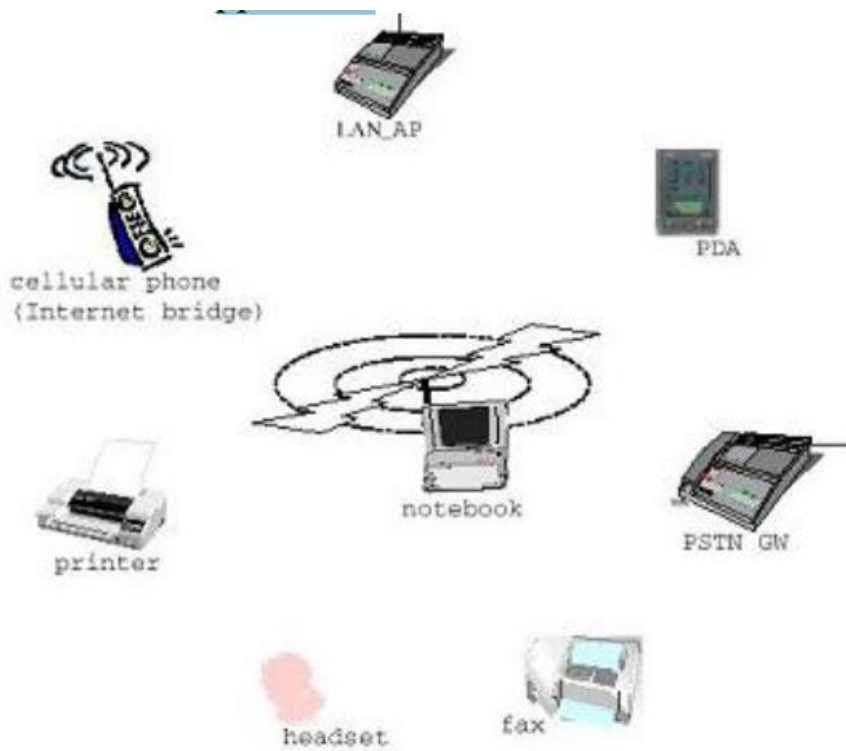 LAN_AP
PDA
cellular phone
(Internet bridge)
notebook
PSTN GW
printer
fax
headset